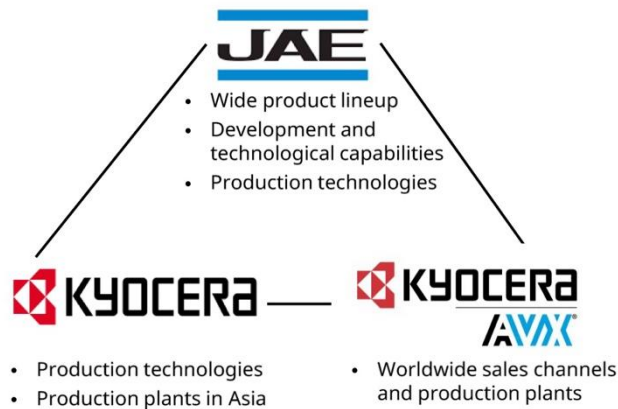 JAE
• Wide product lineup
• Development and
technological capabilities
• Production technologies
KYOCERA
• Production technologies
• Production plants in Asia
KYOCERA
AVX®
• Worldwide sales channels
and production plants